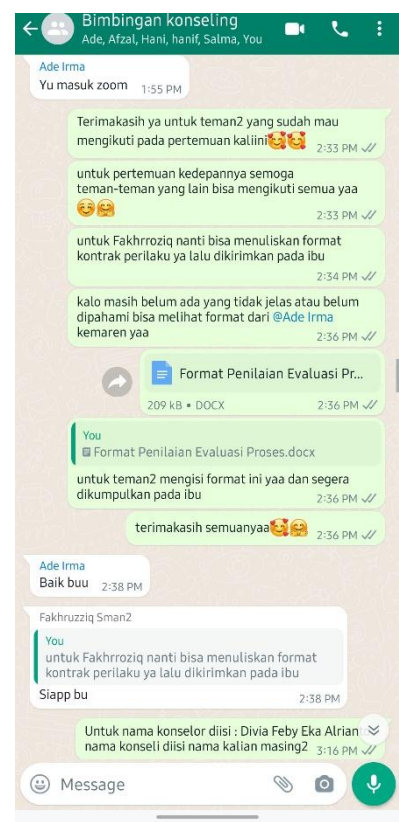 Bimbingan konseling
Ade, Afzal, Hani, hanif, Salma, You
Ade Irma
Yu masuk zoom 1:55 PM
Terimakasih ya untuk teman2 yang sudah mau
mengikuti pada pertemuan kaliini🥰🥰 2:33 PM
untuk pertemuan kedepannya semoga
teman-teman yang lain bisa mengikuti semua yaa
☺️🤗 2:33 PM
untuk Fakhrroziq nanti bisa menuliskan format
kontrak perilaku ya lalu dikirimkan pada ibu
2:34 PM
kalo masih belum ada yang tidak jelas atau belum
dipahami bisa melihat format dari @Ade Irma
kemaren yaa 2:36 PM
Format Penilaian Evaluasi Pr...
209 kB • DOCX 2:36 PM
You
Format Penilaian Evaluasi Proses.docx
untuk teman2 mengisi format ini yaa dan segera
dikumpulkan pada ibu 2:36 PM
terimakasih semuanyaa🥰🤗 2:36 PM
Ade Irma
Baik buu 2:38 PM
Fakhruzziq Sman2
You
untuk Fakhrroziq nanti bisa menuliskan format
kontrak perilaku ya lalu dikirimkan pada ibu
Siapp bu 2:38 PM
Untuk nama konselor diisi : Divia Feby Eka Alrian
nama konseli diisi nama kalian masing2 3:16 PM
Message